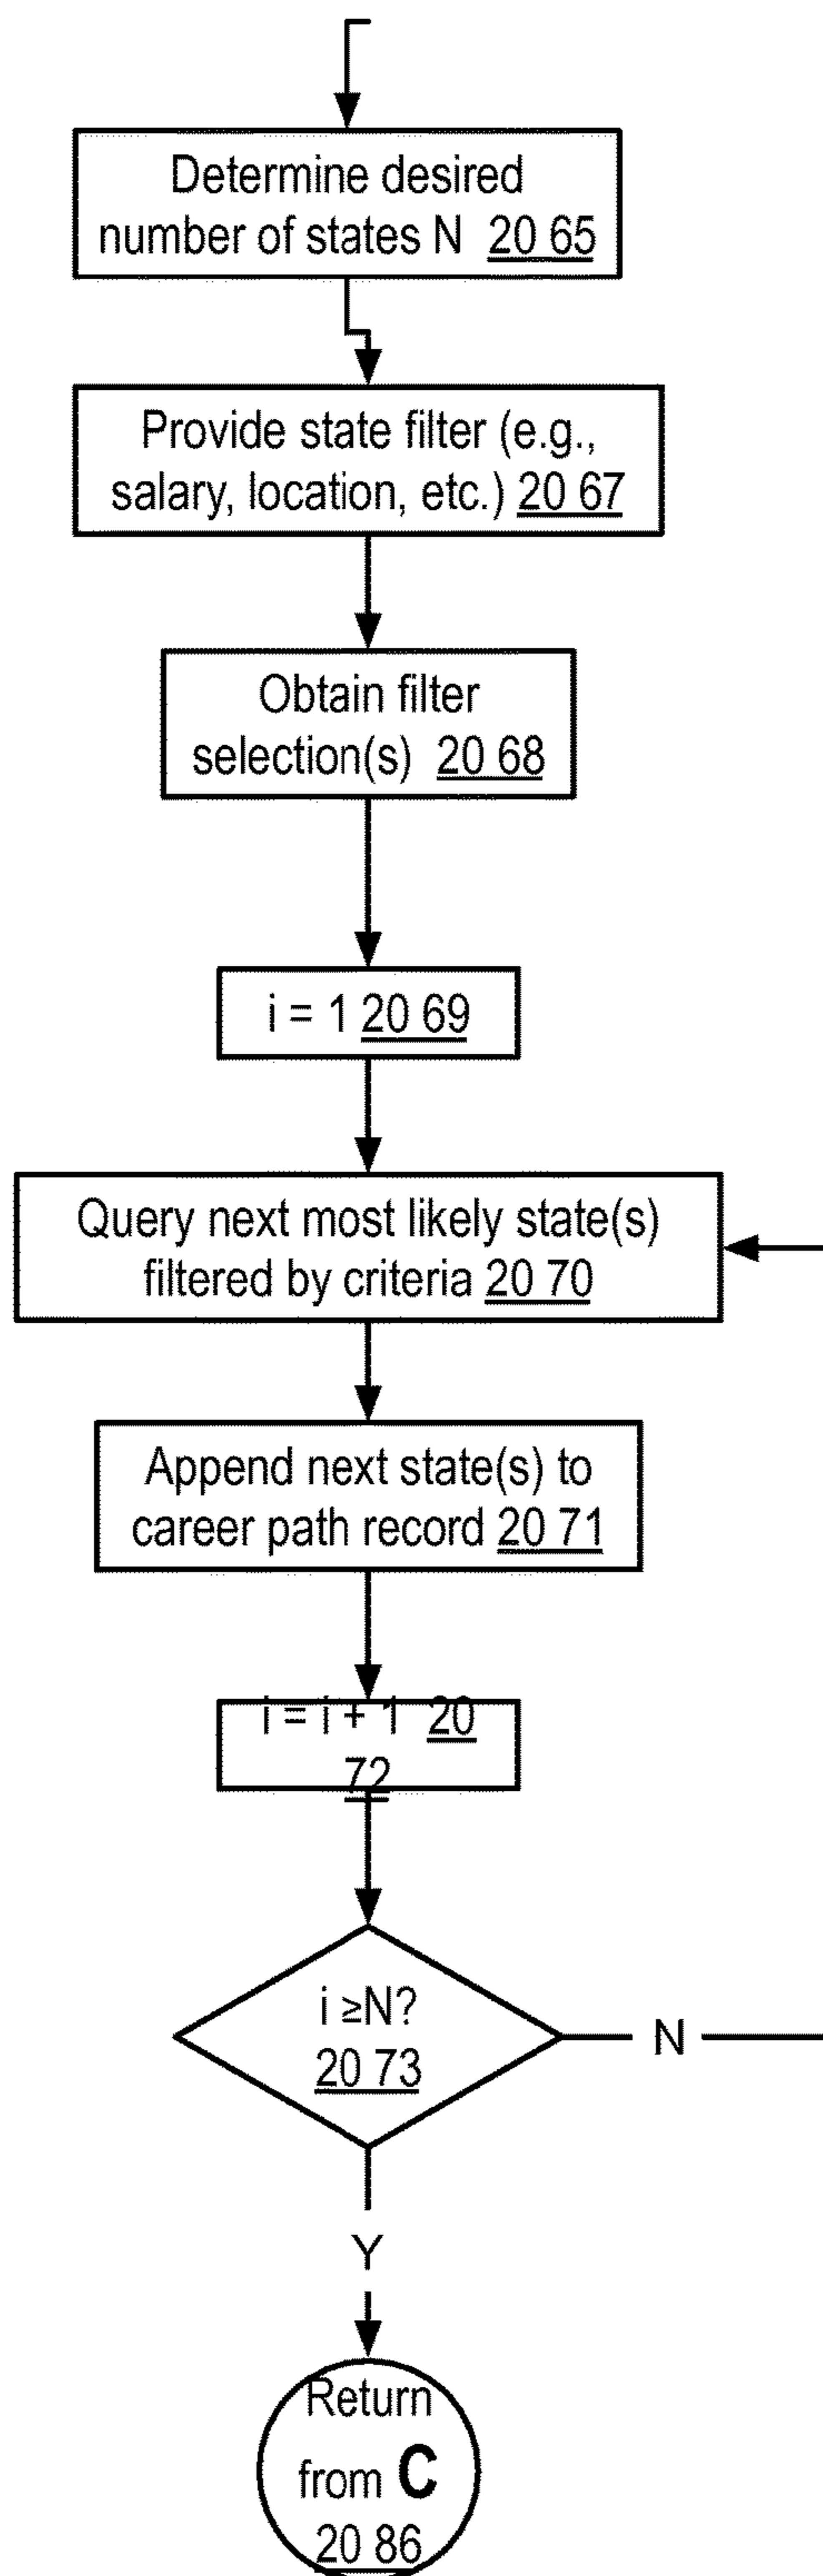 Determine desired
number of states N 20 65
Provide state filter (e.g.,
salary, location, etc.) 20 67
Obtain filter
selection(s) 20 68
i = 1 20 69
Query next most likely state(s)
filtered by criteria 20 70
Append next state(s) to
career path record 20 71
i = i + 1 20
72
i ≥N?
20 73
N
Y
Return
from C
20 86